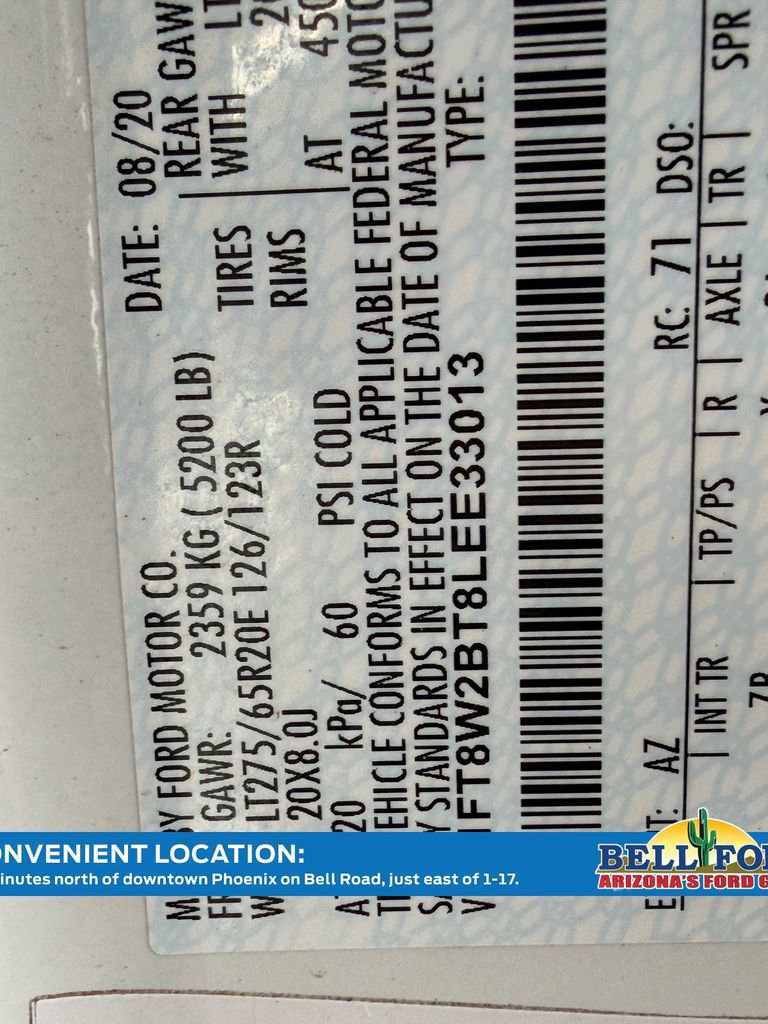 DATE: 08/20
BY FORD MOTOR CO.
REAR GAW
GAWR: 2359 KG ( 5200 LB)
WITH
LT275/65R20E 126/123R
TIRES
20X8.0J
RIMS
20 kPa/ 60 PSI COLD
AT 450
EHICLE CONFORMS TO ALL APPLICABLE FEDERAL MOTO
Y STANDARDS IN EFFECT ON THE DATE OF MANUFACTU
FT8W2BT8LEE33013
TYPE:
T: AZ
RC: 71 DSO:
INT TR | TP/PS | R | AXLE | TR | SPR
ONVENIENT LOCATION:
inutes north of downtown Phoenix on Bell Road, just east of 1-17.
BELL FO
ARIZONA'S FORD G